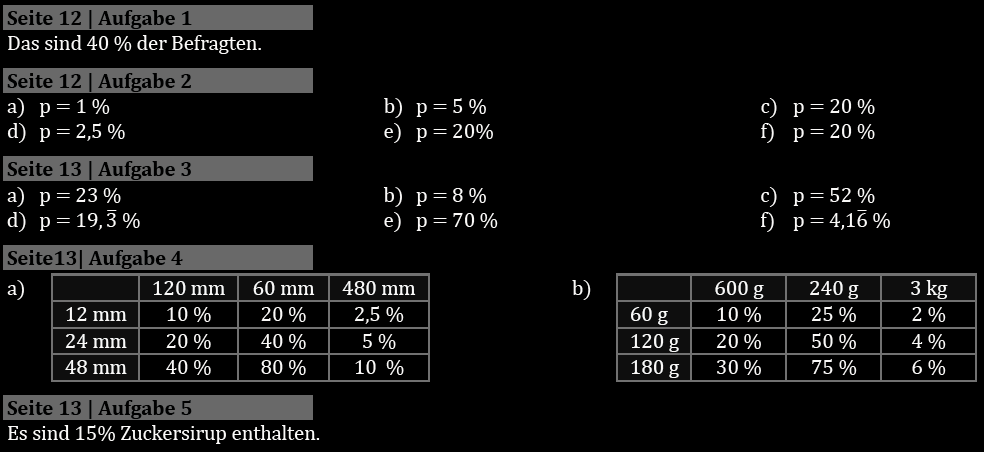 Seite 12 | Aufgabe 1
Das sind 40 % der Befragten.
Seite 12 | Aufgabe 2
a) p = 1 % b) p = 5 % c) p = 20 %
d) p = 2,5 % e) p = 20% f) p = 20 %
Seite 13 | Aufgabe 3
a) p = 23 % b) p = 8 % c) p = 52 %
d) p = 19,3̅ % e) p = 70 % f) p = 4,16̅ %
Seite13| Aufgabe 4
a) 120 mm 60 mm 480 mm
12 mm 10 % 20 % 2,5 %
24 mm 20 % 40 % 5 %
48 mm 40 % 80 % 10 %
b) 600 g 240 g 3 kg
60 g 10 % 25 % 2 %
120 g 20 % 50 % 4 %
180 g 30 % 75 % 6 %
Seite 13 | Aufgabe 5
Es sind 15% Zuckersirup enthalten.